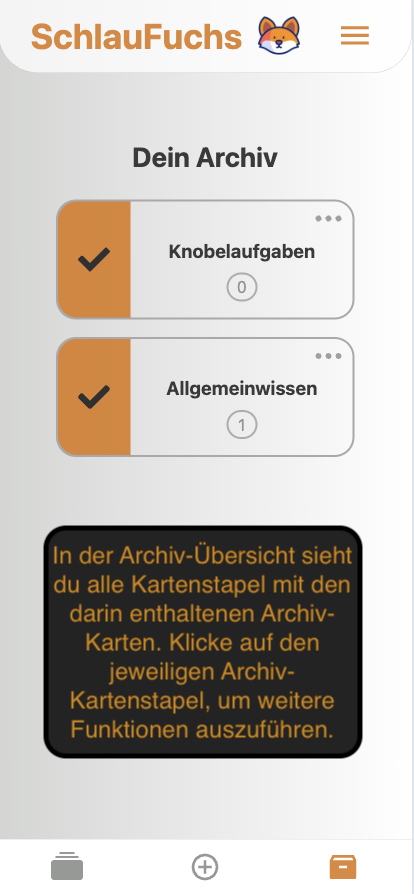 SchlauFuchs
Dein Archiv
Knobelaufgaben
0
Allgemeinwissen
1
In der Archiv-Übersicht sieht
du alle Kartenstapel mit den
darin enthaltenen Archiv-
Karten. Klicke auf den
jeweiligen Archiv-
Kartenstapel, um weitere
Funktionen auszuführen.